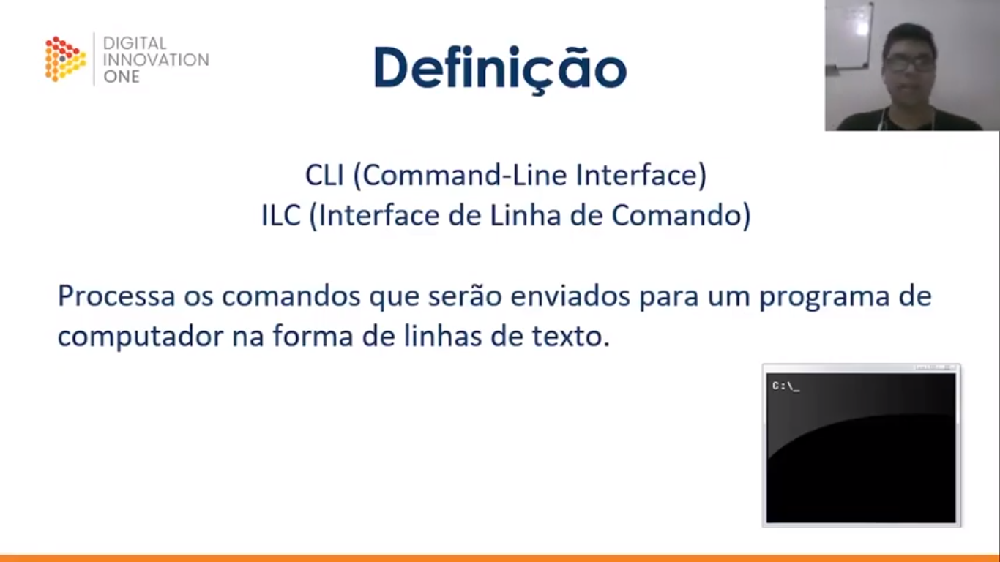 DIGITAL
INNOVATION
ONE
Definição
CLI (Command-Line Interface)
ILC (Interface de Linha de Comando)
Processa os comandos que serão enviados para um programa de
computador na forma de linhas de texto.
C:\_